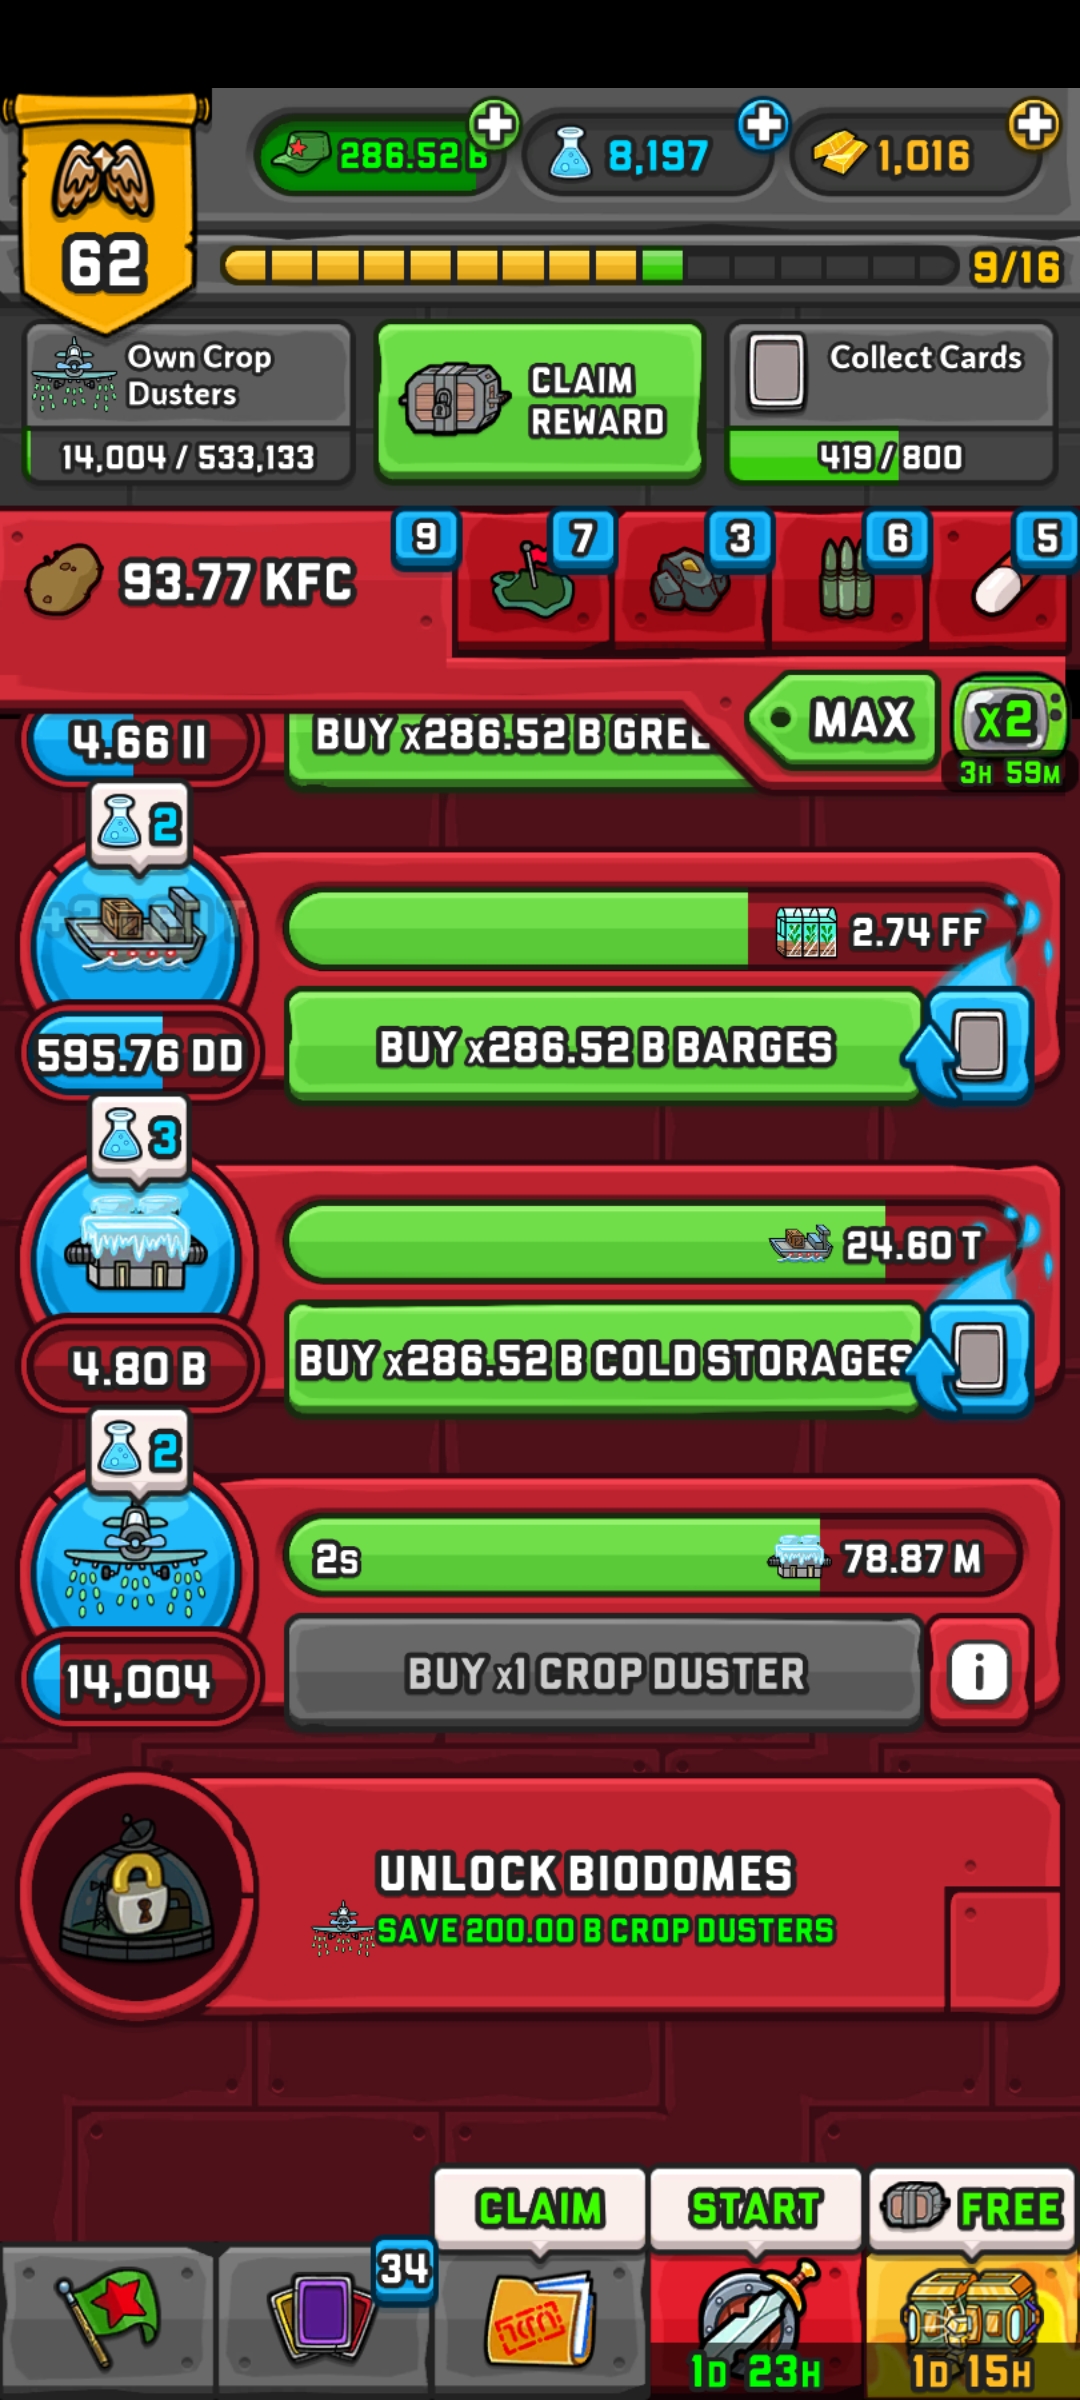 286.52 B
8,197
1,016
62
9/16
Own Crop
Dusters
14,004 / 533,133
CLAIM
REWARD
Collect Cards
419 / 800
93.77 KFC
9
7
3
6
5
4.66 II
BUY x286.52 B GREE
MAX
x2
3H 59M
2
2.74 FF
595.76 DD
BUY x286.52 B BARGES
3
24.60 T
4.80 B
BUY x286.52 B COLD STORAGES
2
2s
78.87 M
14,004
BUY x1 CROP DUSTER
i
UNLOCK BIODOMES
SAVE 200.00 B CROP DUSTERS
CLAIM
START
FREE
34
1D 23H
1D 15H